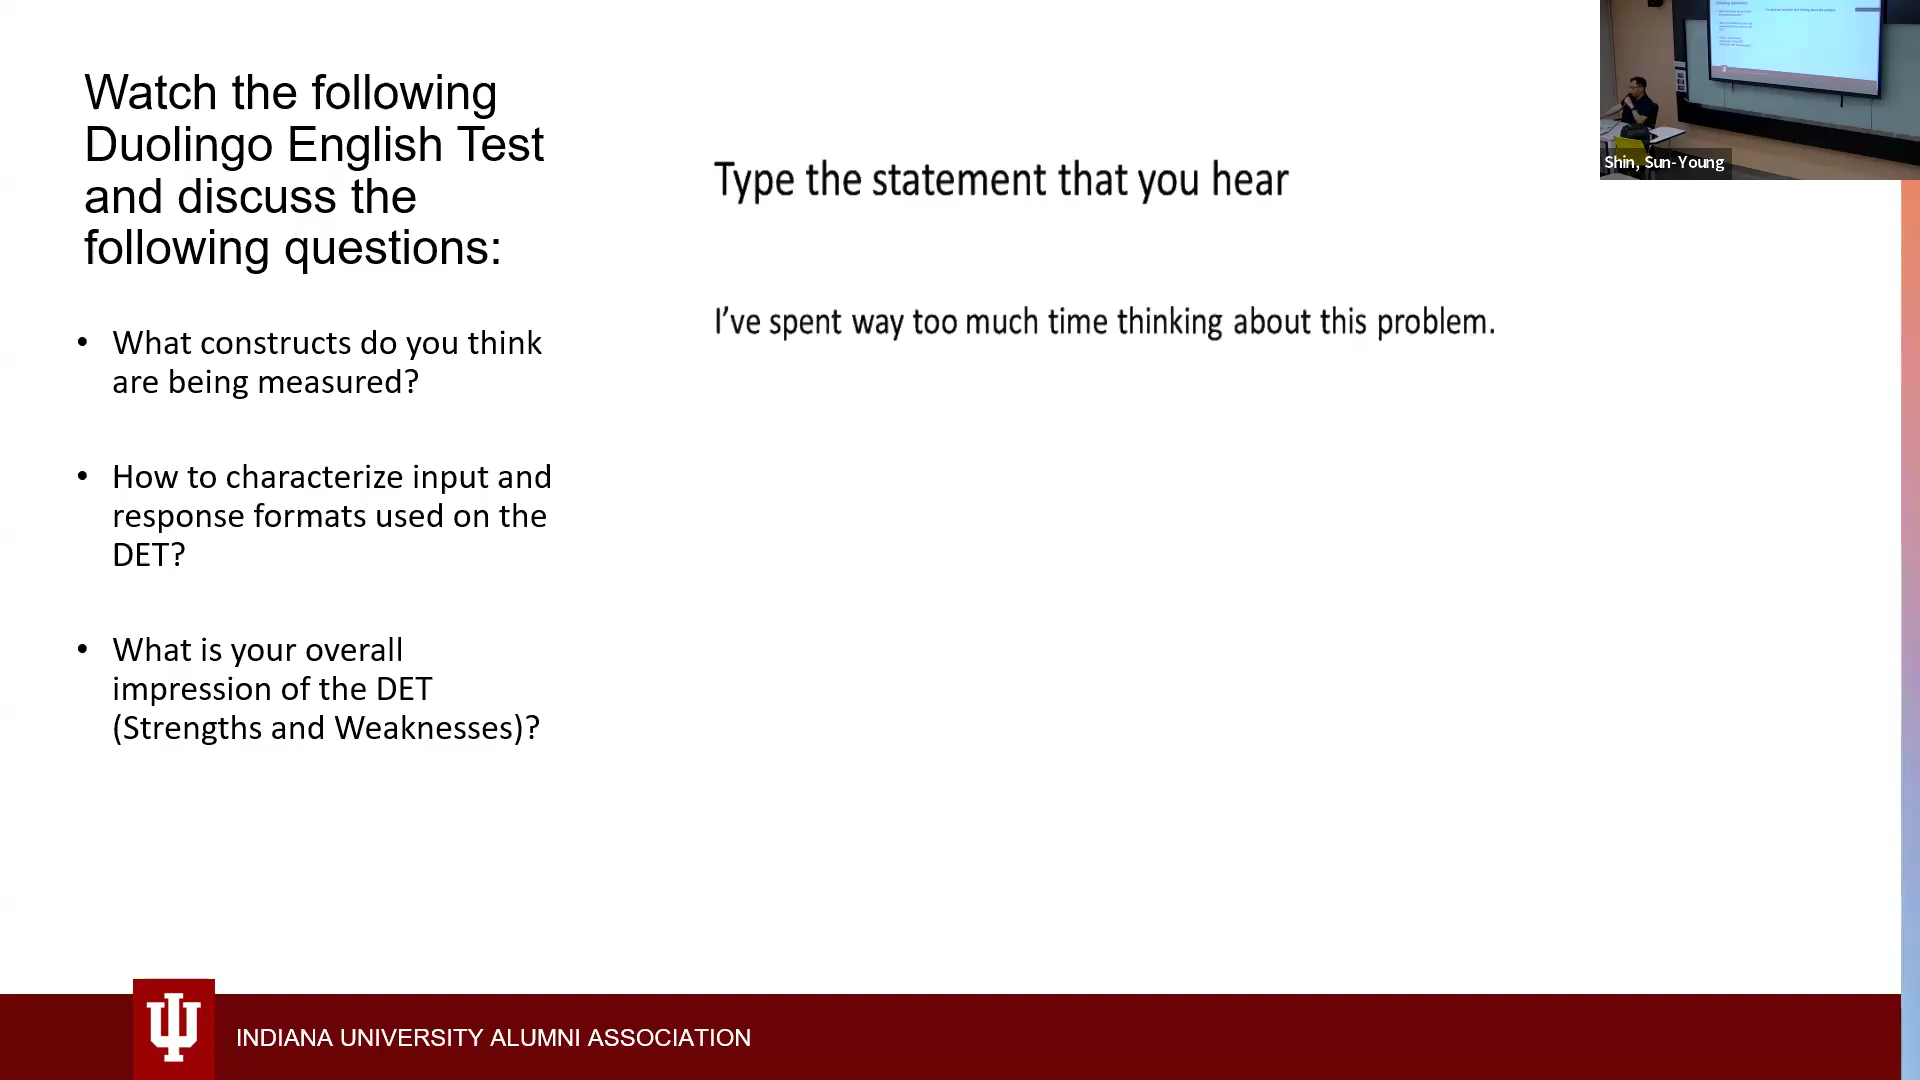 Watch the following
Duolingo English Test
and discuss the
following questions:
• What constructs do you think
are being measured?
• How to characterize input and
response formats used on the
DET?
• What is your overall
impression of the DET
(Strengths and Weaknesses)?
Type the statement that you hear
I've spent way too much time thinking about this problem.
Shin, Sun-Young
INDIANA UNIVERSITY ALUMNI ASSOCIATION